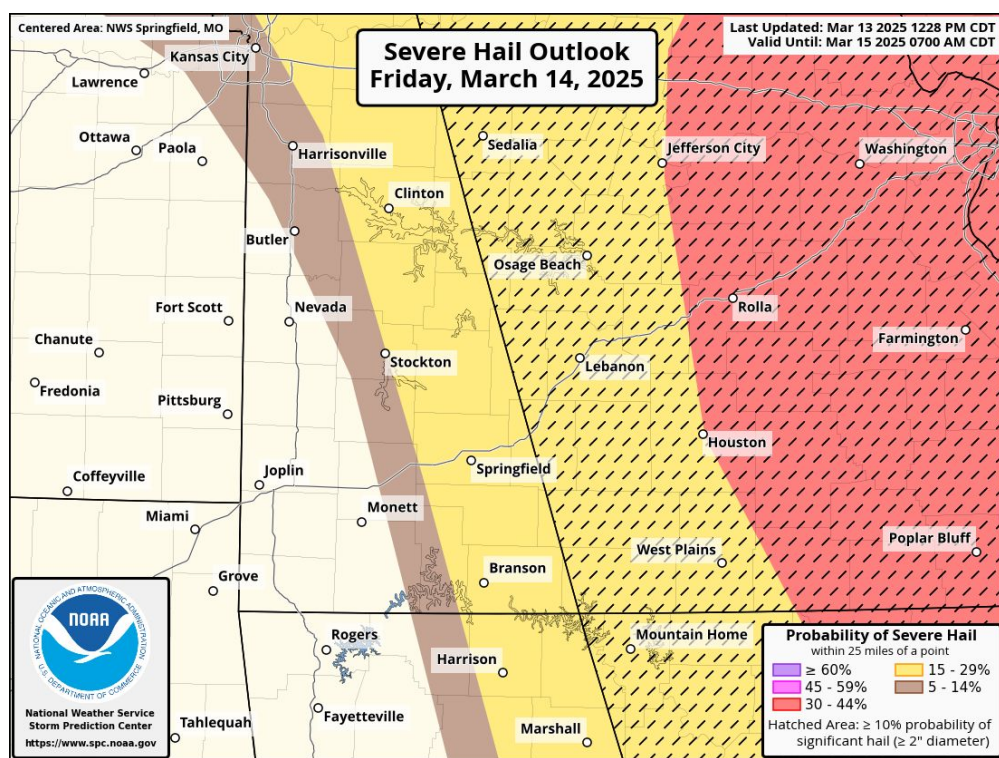 Centered Area: NWS Springfield, MO
Severe Hail Outlook
Friday, March 14, 2025
Last Updated: Mar 13 2025 1228 PM CDT
Valid Until: Mar 15 2025 0700 AM CDT
Kansas City
Lawrence
Ottawa
Paola
Harrisonville
Sedalia
Jefferson City
Washington
Clinton
Butler
Osage Beach
Fort Scott
Nevada
Rolla
Chanute
Farmington
Stockton
Lebanon
Fredonia
Pittsburg
Houston
Coffeyville
Joplin
Springfield
Miami
Monett
Poplar Bluff
West Plains
Grove
Branson
Rogers
Mountain Home
Harrison
Fayetteville
Tahlequah
Marshall
NATIONAL OCEANIC AND ATMOSPHERIC ADMINISTRATION
NOAA
U.S. DEPARTMENT OF COMMERCE
National Weather Service
Storm Prediction Center
https://www.spc.noaa.gov
Probability of Severe Hail
within 25 miles of a point
≥ 60%
45 - 59%
30 - 44%
15 - 29%
5 - 14%
Hatched Area: ≥ 10% probability of
significant hail (≥ 2" diameter)